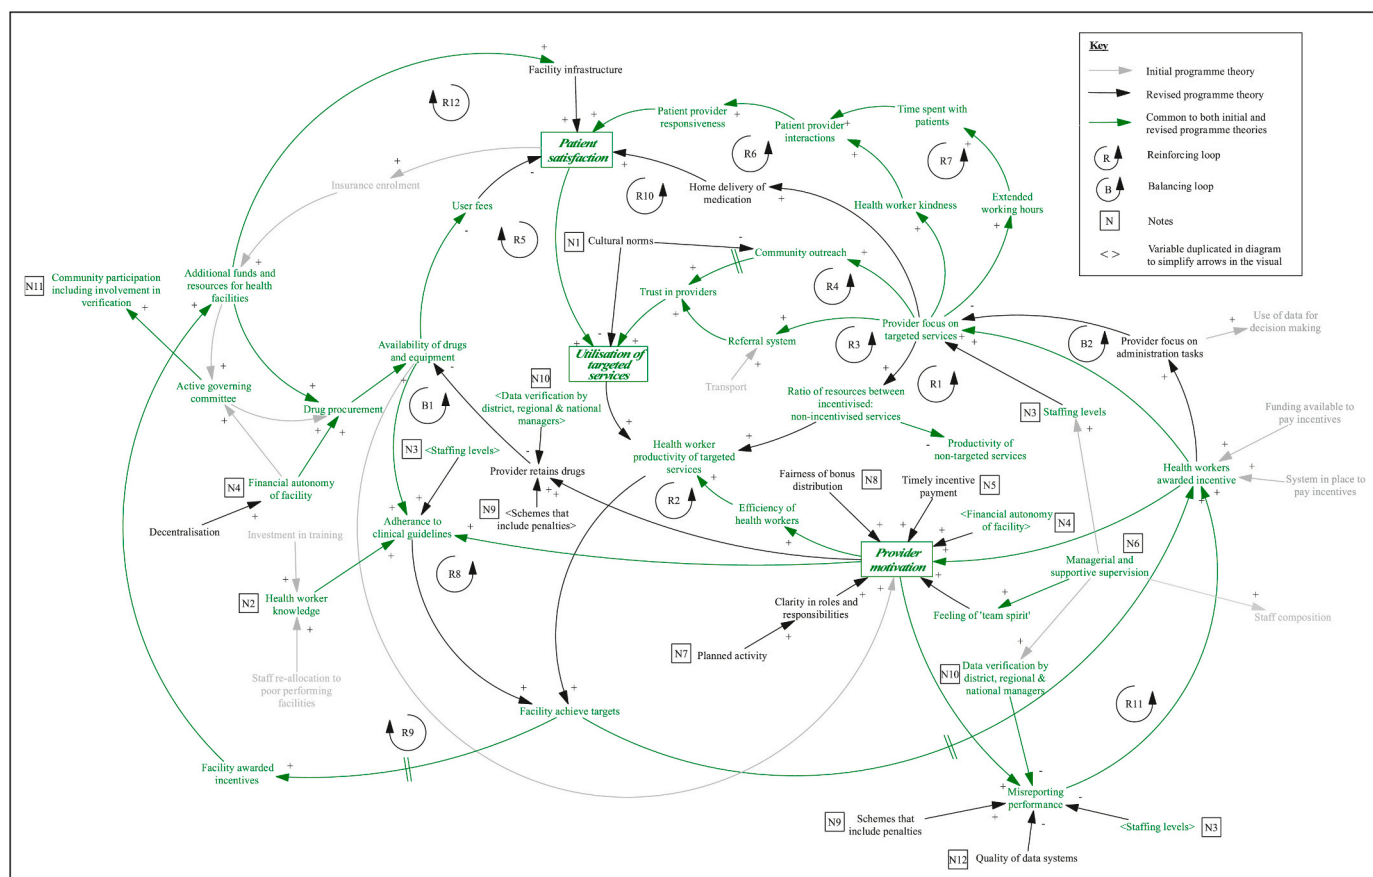 Key
Initial programme theory
Revised programme theory
Common to both initial and
revised programme theories
R
Reinforcing loop
B
Balancing loop
N
Notes
< >
Variable duplicated in diagram
to simplify arrows in the visual
Facility infrastructure
R12
Patient provider
responsiveness
Patient provider
interactions
Time spent with
patients
R6
R7
Patient
satisfaction
Insurance enrolment
R10
Home delivery of
medication
Health worker kindness
Extended
working hours
User fees
R5
N1
Cultural norms
Community outreach
N11
Community participation
including involvement in
verification
Additional funds and
resources for health
facilities
R4
Trust in providers
Provider focus on
targeted services
Use of data for
decision making
Availability of drugs
and equipment
Referral system
R3
B2
Provider focus on
administration tasks
Utilisation of
targeted services
Active governing
committee
Drug procurement
B1
N10
<Data verification by
district, regional & national
managers>
Transport
R1
Ratio of resources between
incentivised:
non-incentivised services
N3
Staffing levels
Funding available to
pay incentives
N3
<Staffing levels>
Health worker
productivity of targeted
services
Productivity of
non-targeted services
Health workers
awarded incentive
System in place to
pay incentives
N4
Financial autonomy
of facility
Provider retains drugs
Fairness of bonus
distribution
N8
Timely incentive
payment
N5
R2
Decentralisation
N9
<Schemes that
include penalties>
Efficiency of
health workers
<Financial autonomy
of facility>
N4
Adherance to
clinical guidelines
Investment in training
N6
Managerial and
supportive supervision
Provider
motivation
R8
N2
Health worker
knowledge
Clarity in roles and
responsibilities
Feeling of 'team spirit'
Staff composition
N7
Planned activity
N10
Data verification by
district, regional &
national managers
Staff re-allocation to
poor performing
facilities
Facility achieve targets
R11
R9
Facility awarded
incentives
Misreporting
performance
N9
Schemes that
include penalties
<Staffing levels>
N3
N12
Quality of data systems